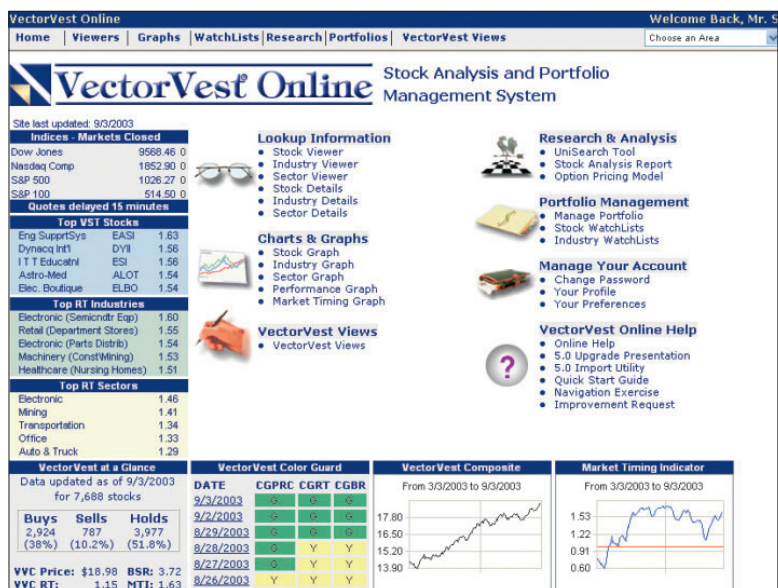 VectorVest Online
Welcome Back, Mr. S
Home
Viewers
Graphs
WatchLists
Research
Portfolios
VectorVest Views
Choose an Area
VectorVest Online
Stock Analysis and Portfolio
Management System
Site last updated: 9/3/2003
Indices - Markets Closed
Dow Jones 9568.46 0
Nasdaq Comp 1852.90 0
S&P 500 1026.27 0
S&P 100 514.50 0
Quotes delayed 15 minutes
Top VST Stocks
Eng SupprtSys EASI 1.63
Dynacq Int'l DYII 1.56
I T T Educatnl ESI 1.56
Astro-Med ALOT 1.54
Elec. Boutique ELBO 1.54
Top RT Industries
Electronic (Semicndtr Eqp) 1.60
Retail (Department Stores) 1.55
Electronic (Parts Distrib) 1.54
Machinery (Const\Mining) 1.53
Healthcare (Nursing Homes) 1.51
Top RT Sectors
Electronic 1.46
Mining 1.41
Transportation 1.34
Office 1.33
Auto & Truck 1.29
Lookup Information
Stock Viewer
Industry Viewer
Sector Viewer
Stock Details
Industry Details
Sector Details
Charts & Graphs
Stock Graph
Industry Graph
Sector Graph
Performance Graph
Market Timing Graph
VectorVest Views
VectorVest Views
Research & Analysis
UniSearch Tool
Stock Analysis Report
Option Pricing Model
Portfolio Management
Manage Portfolio
Stock WatchLists
Industry WatchLists
Manage Your Account
Change Password
Your Profile
Your Preferences
VectorVest Online Help
Online Help
5.0 Upgrade Presentation
5.0 Import Utility
Quick Start Guide
Navigation Exercise
Improvement Request
?
VectorVest at a Glance
Data updated as of 9/3/2003
for 7,688 stocks
Buys Sells Holds
2,924 787 3,977
(38%) (10.2%) (51.8%)
VVC Price: $18.98 BSR: 3.72
VVC RT: 1.15 MTI: 1.63
VectorVest Color Guard
DATE CGPRC CGRT CGBR
9/3/2003 G G G
9/2/2003 G G G
8/29/2003 G G G
8/28/2003 G Y Y
8/27/2003 G Y Y
8/26/2003 Y Y Y
VectorVest Composite
From 3/3/2003 to 9/3/2003
17.80
16.50
15.20
13.90
Market Timing Indicator
From 3/3/2003 to 9/3/2003
1.53
1.22
0.91
0.60